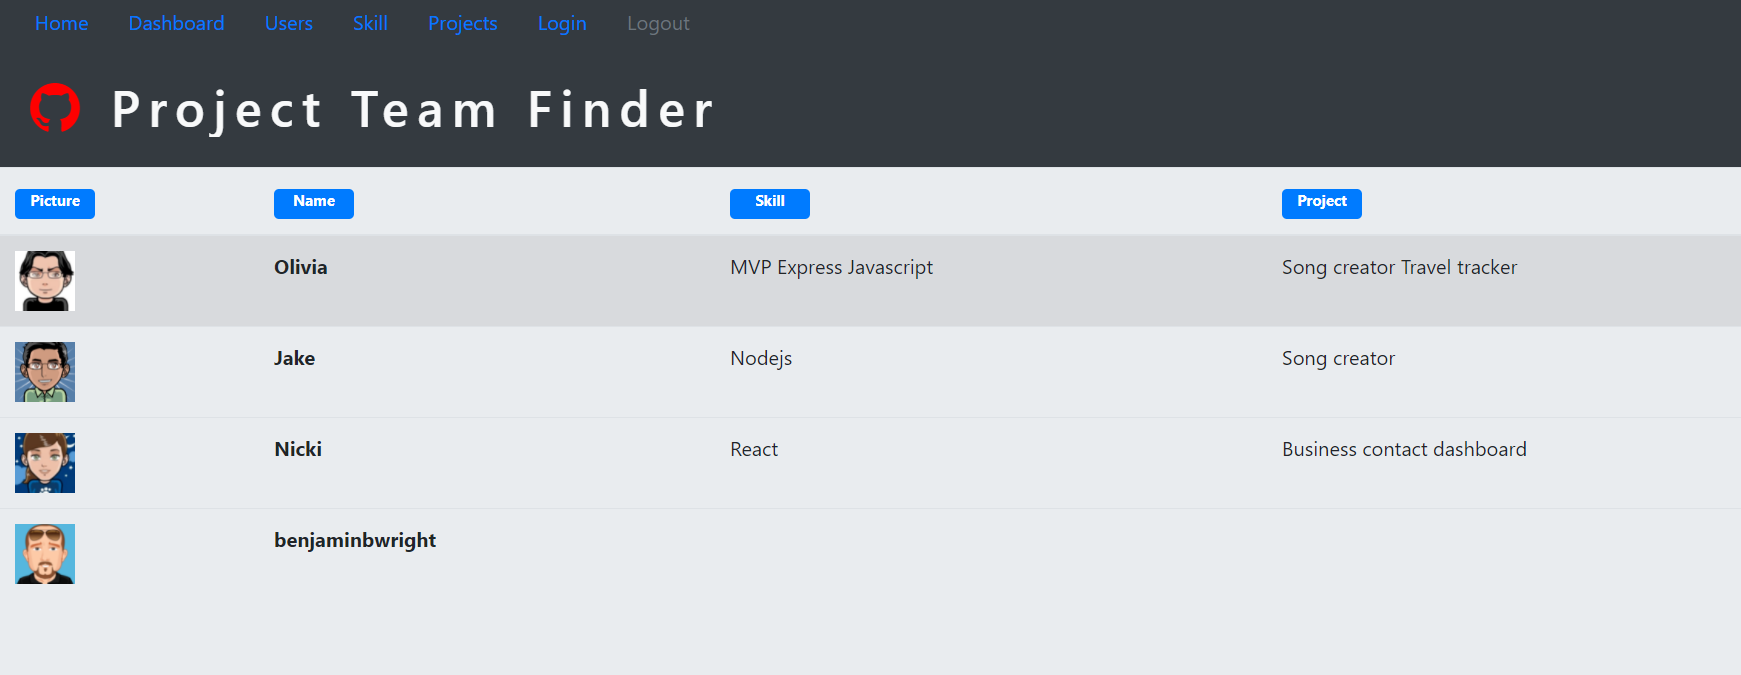 Home Dashboard Users Skill Projects Login Logout
Project Team Finder
Picture Name Skill Project
Olivia MVP Express Javascript Song creator Travel tracker
Jake Nodejs Song creator
Nicki React Business contact dashboard
benjaminbwright